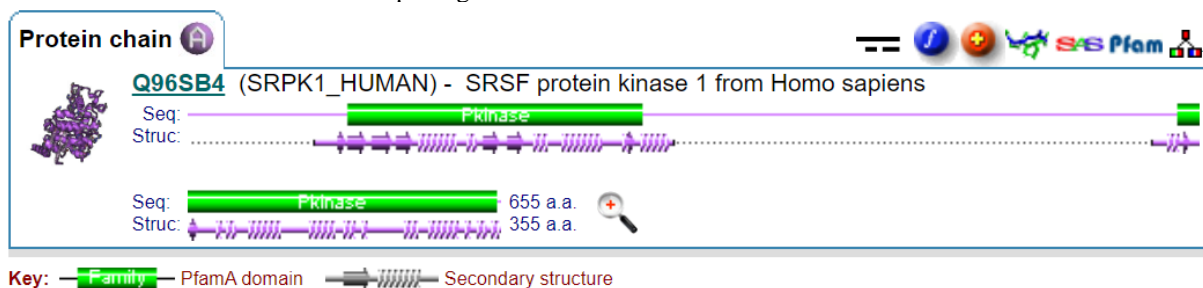 Protein chain A SAS Pfam
Q96SB4 (SRPK1_HUMAN) - SRSF protein kinase 1 from Homo sapiens
Seq: Pkinase
Struc:
Seq: Pkinase 655 a.a.
Struc: 355 a.a.
Key: Family PfamA domain Secondary structure